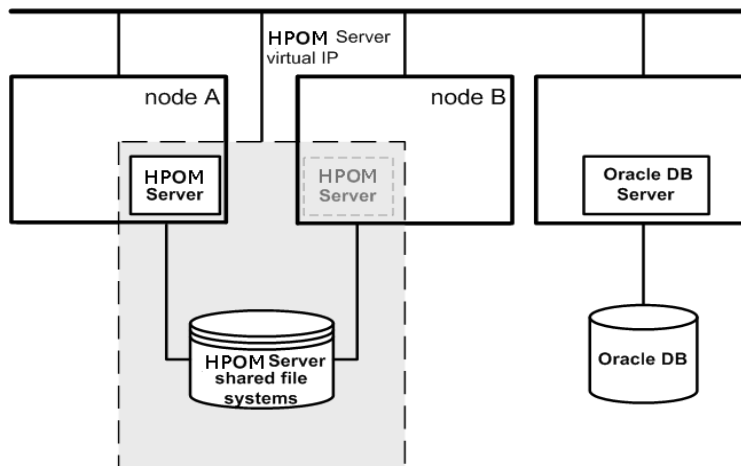 HPOM Server
virtual IP
node A
node B
HPOM
Server
HPOM
Server
Oracle DB
Server
HPOM Server
shared file
systems
Oracle DB